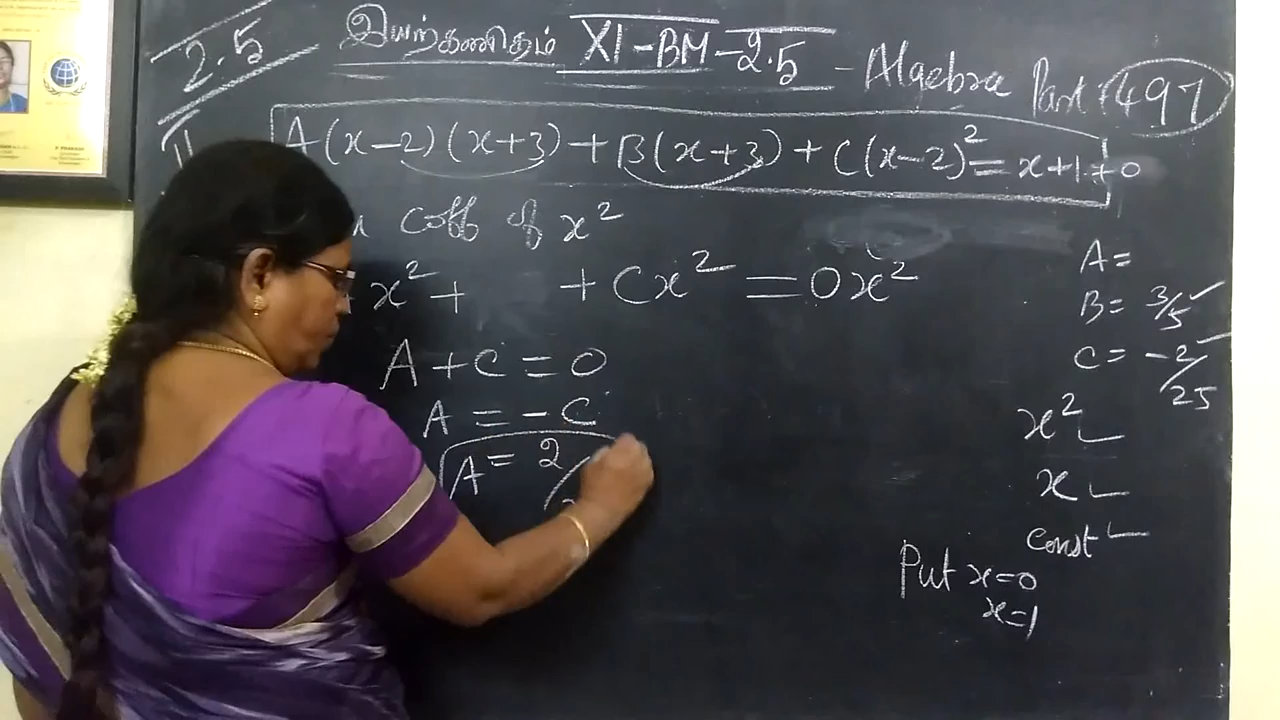 2.5
இயற்கணிதம் XI-BM-2.5 - Algebra Part : 497
A(x-2)(x+3)+B(x+3)+C(x-2)²=x+1+0
Coeff of x²
x²+ +Cx²=0x²
A+C=0
A=-C
A=2/
A=
B=3/5
C=-2/25
x²
x
const
Put x=0
x=1